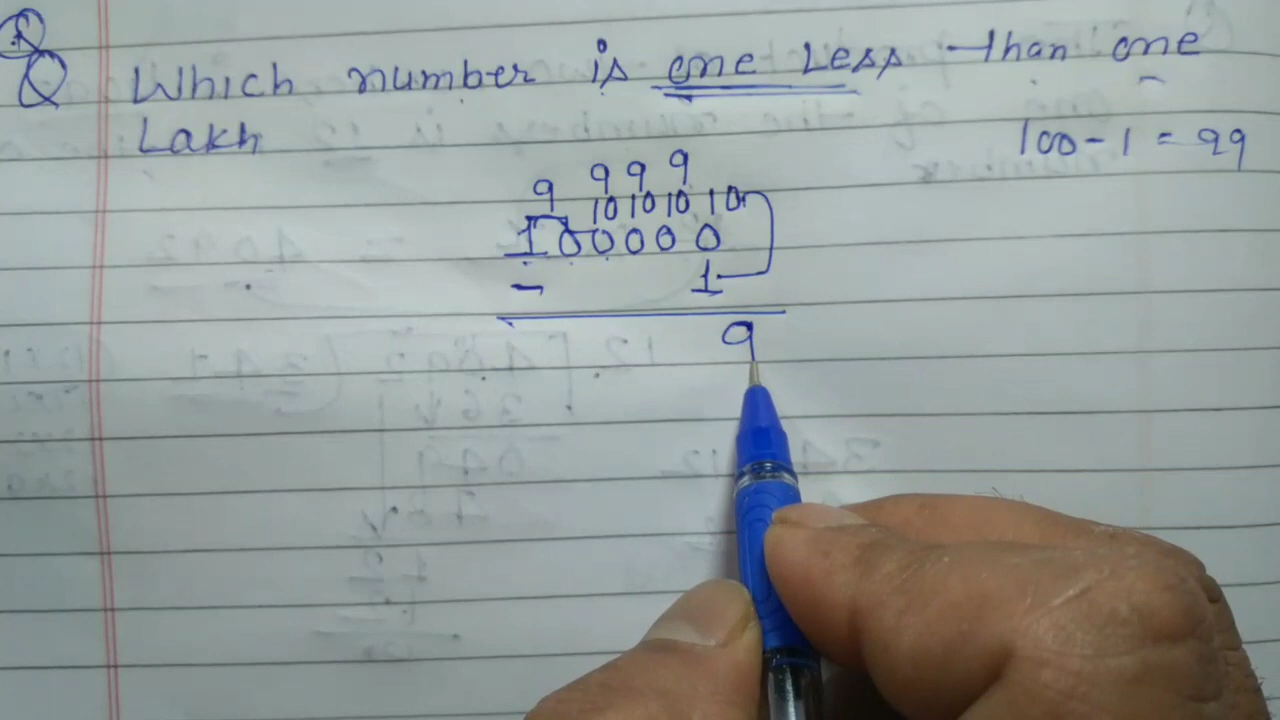 Q Which number is one Less than one
Lakh
100 - 1 = 99
9 9 9 9
10 10 10 10
100000
- 1
9